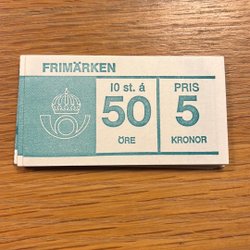 FRIMÄRKEN
10 st. á
50
ÖRE
PRIS
5
KRONOR